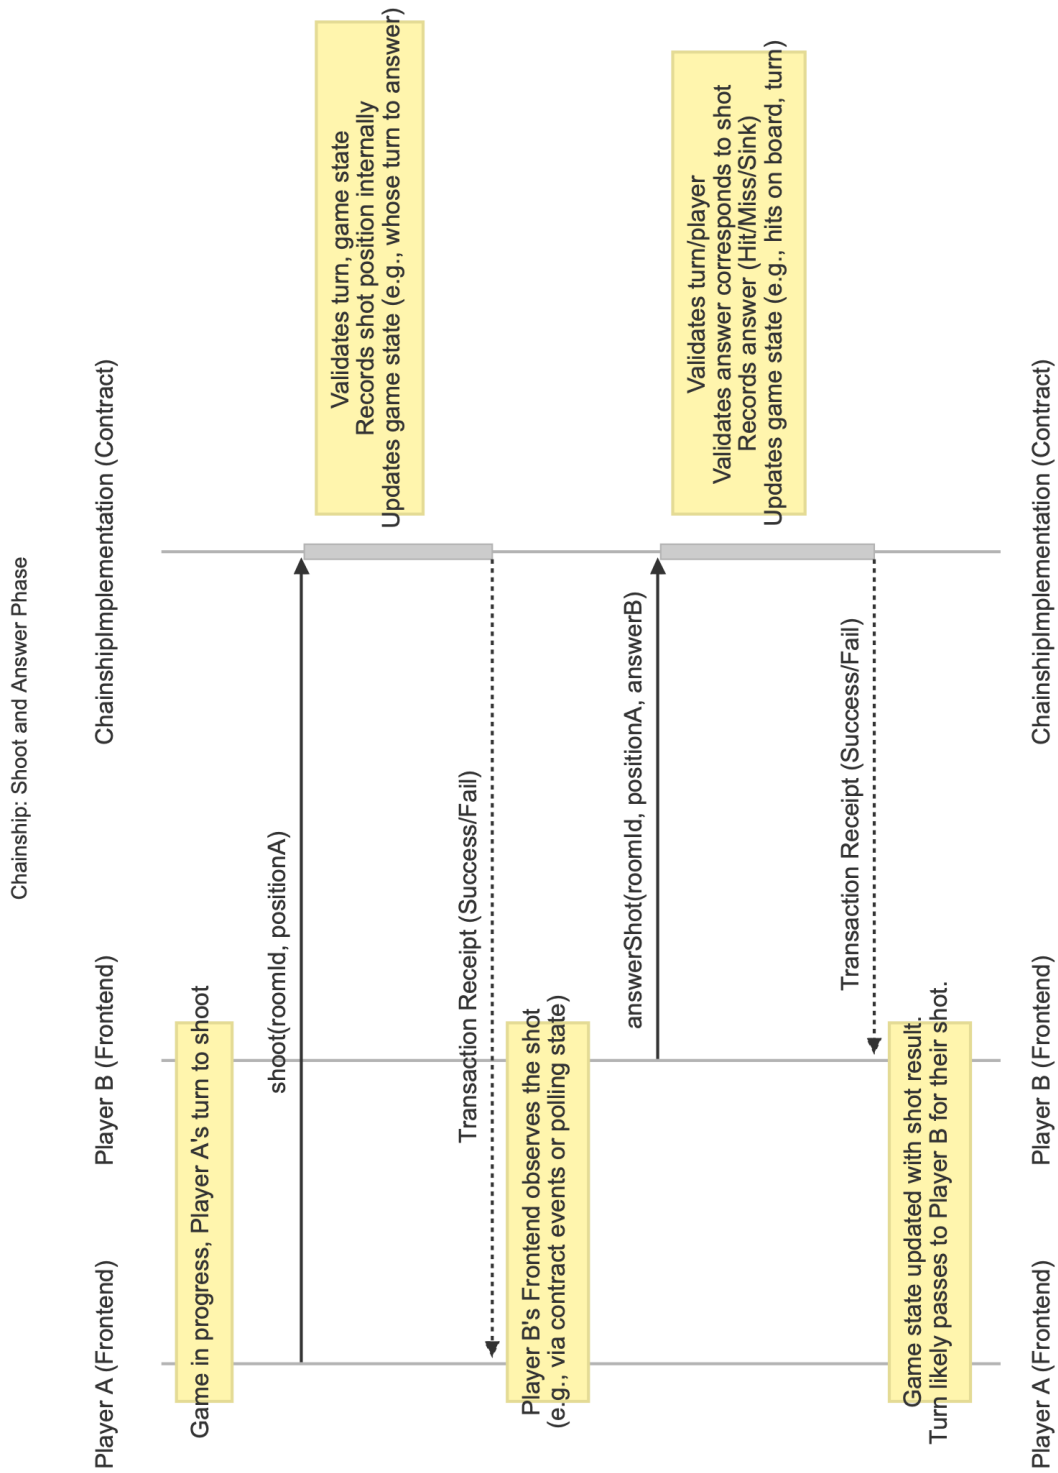 Chainship: Shoot and Answer Phase
Player A (Frontend)
Player B (Frontend)
ChainshipImplementation (Contract)
Game in progress, Player A's turn to shoot
shoot(roomId, positionA)
Validates turn, game state
Records shot position internally
Updates game state (e.g., whose turn to answer)
Transaction Receipt (Success/Fail)
Player B's Frontend observes the shot
(e.g., via contract events or polling state)
answerShot(roomId, positionA, answerB)
Validates turn/player
Validates answer corresponds to shot
Records answer (Hit/Miss/Sink)
Updates game state (e.g., hits on board, turn)
Transaction Receipt (Success/Fail)
Game state updated with shot result.
Turn likely passes to Player B for their shot.
Player A (Frontend)
Player B (Frontend)
ChainshipImplementation (Contract)